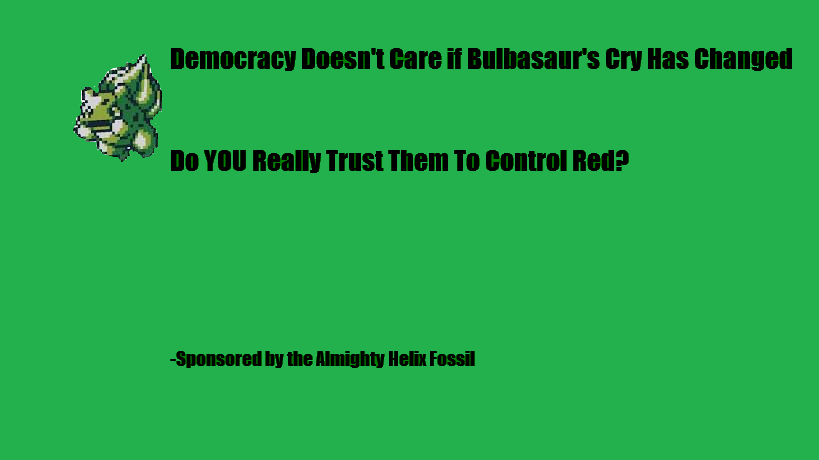 Democracy Doesn't Care if Bulbasaur's Cry Has Changed
Do YOU Really Trust Them To Control Red?
-Sponsored by the Almighty Helix Fossil